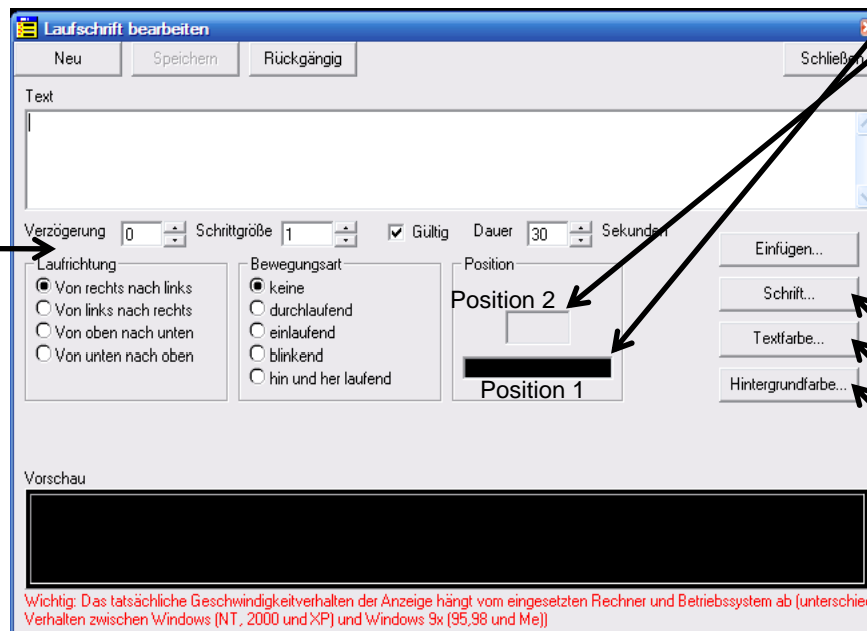 Laufschrift bearbeiten
Neu Speichern Rückgängig Schließen
Text
Verzögerung 0 Schrittgröße 1 Gültig Dauer 30 Sekunden
Einfügen...
Laufrichtung Bewegungsart Position
Von rechts nach links keine Schrift...
Position 2
Von links nach rechts durchlaufend
Von oben nach unten einlaufend Textfarbe...
Von unten nach oben blinkend
hin und her laufend Hintergrundfarbe...
Position 1
Vorschau
Wichtig: Das tatsächliche Geschwindigkeitverhalten der Anzeige hängt vom eingesetzten Rechner und Betriebssystem ab (unterschie
Verhalten zwischen Windows (NT, 2000 und XP) und Windows 9x (95,98 und Me))